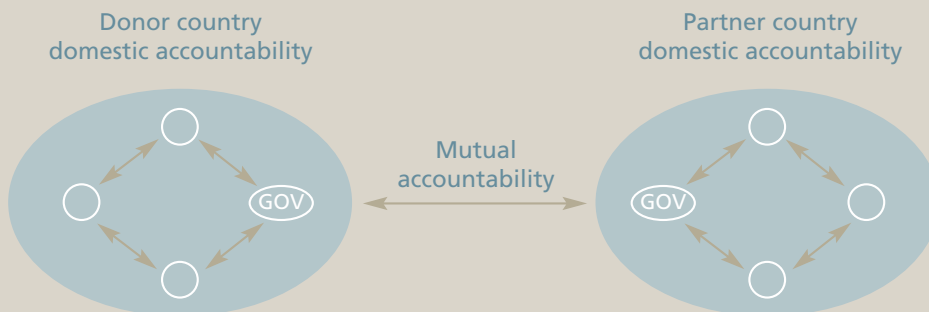 Donor country
domestic accountability
Partner country
domestic accountability
Mutual
accountability
GOV
GOV